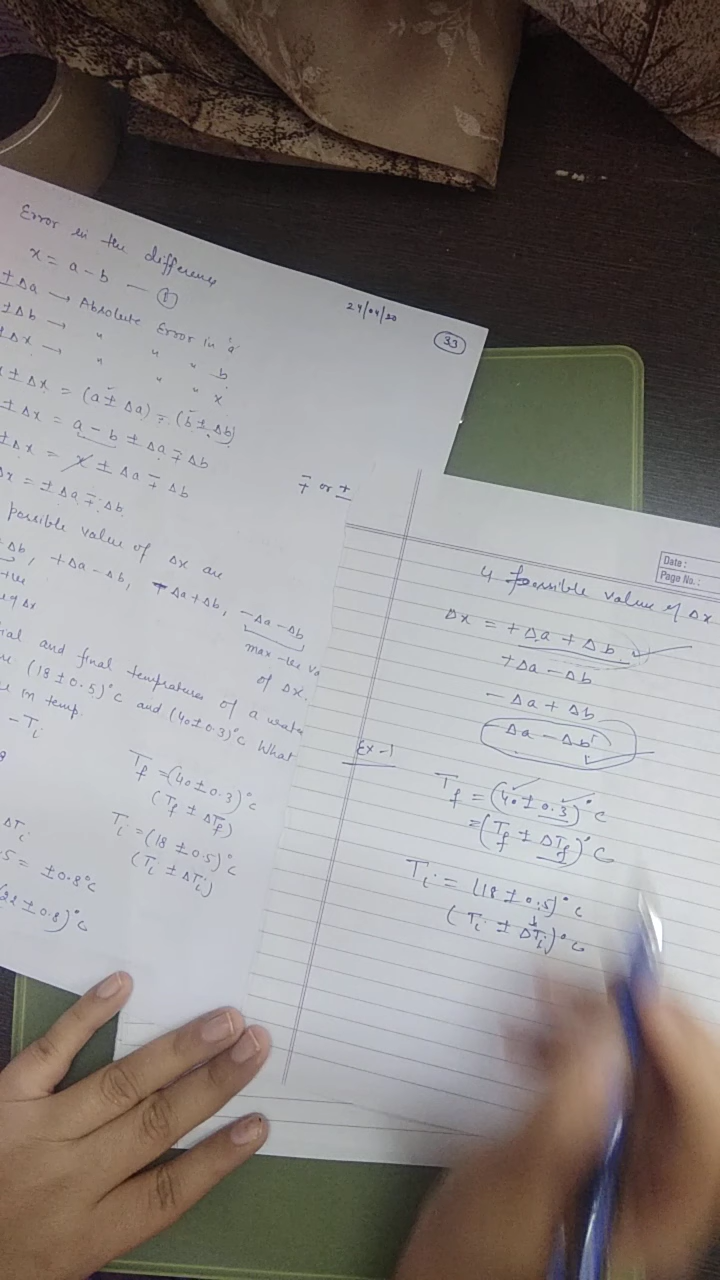 Error in the difference
x = a - b — ①
24/04/20
33
± Δa → Absolute Error in 'a'
± Δb → " " " b
± Δx → " " " x
± Δx = (a ± Δa) - (b ± Δb)
± Δx = a - b ± Δa ∓ Δb
± Δx = x ± Δa ∓ Δb
Δx = ± Δa ∓ Δb
∓ or ±
possible value of Δx are
Δb, +Δa - Δb, - Δa + Δb, - Δa - Δb
max -ive va
of Δx
of Δx.
and final temperatures of a water
(18 ± 0.5)°C and (40 ± 0.3)°C What
in temp.
- Ti
Tf = (40 ± 0.3)°C
(Tf ± ΔTf)
Ti = (18 ± 0.5)°C
(Ti ± ΔTi)
ΔTi
.5 = ± 0.8°C
(22 ± 0.8)°C
Date :
Page No. :
4 possible value of Δx
Δx = + Δa + Δb
+ Δa - Δb
- Δa + Δb
- Δa - Δb
Ex-1
Tf = (40 ± 0.3)°C
= (Tf ± ΔTf)°C
Ti = (18 ± 0.5)°C
(Ti ± ΔTi)°C